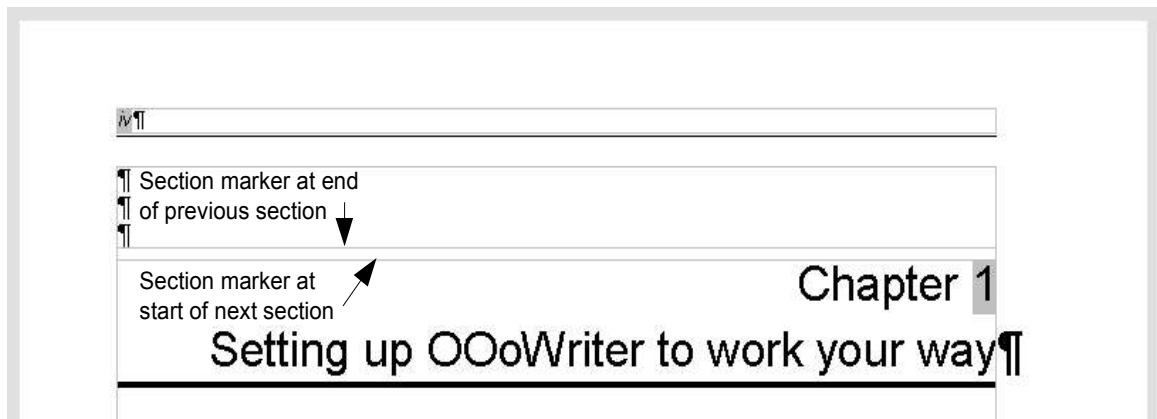 iv¶
¶ Section marker at end
¶ of previous section
¶
Section marker at
start of next section
Chapter 1
Setting up OOoWriter to work your way¶